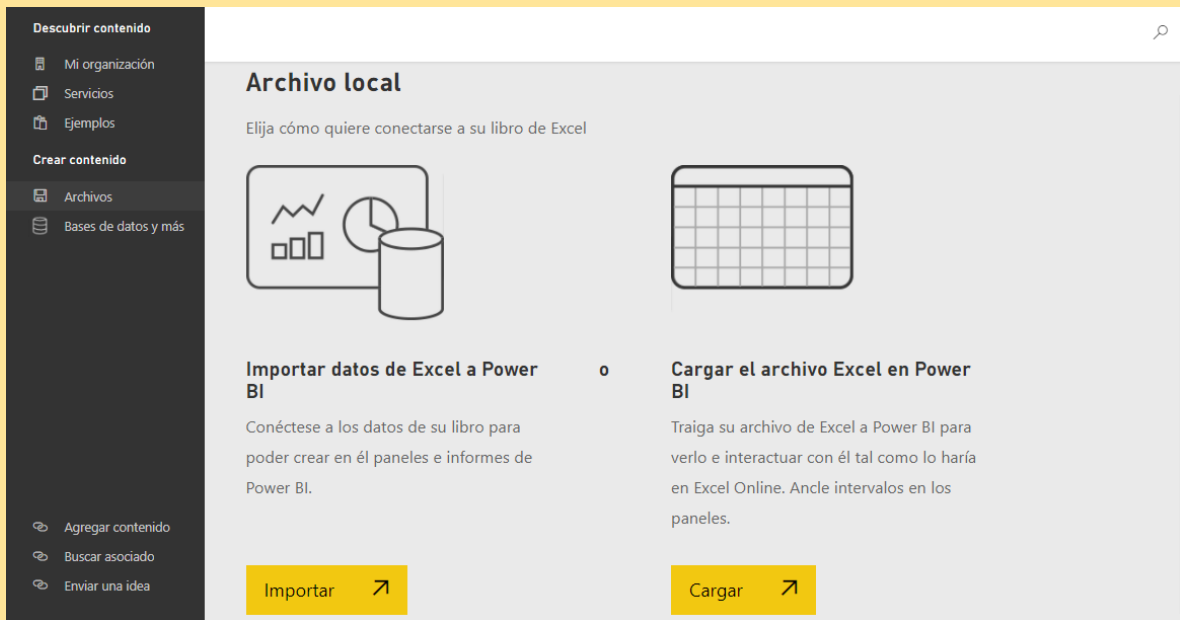 Descubrir contenido
Mi organización
Servicios
Ejemplos
Crear contenido
Archivos
Bases de datos y más
Agregar contenido
Buscar asociado
Enviar una idea
Archivo local
Elija cómo quiere conectarse a su libro de Excel
Importar datos de Excel a Power
BI
Conéctese a los datos de su libro para
poder crear en él paneles e informes de
Power BI.
Importar
o
Cargar el archivo Excel en Power
BI
Traiga su archivo de Excel a Power BI para
verlo e interactuar con él tal como lo haría
en Excel Online. Ancle intervalos en los
paneles.
Cargar